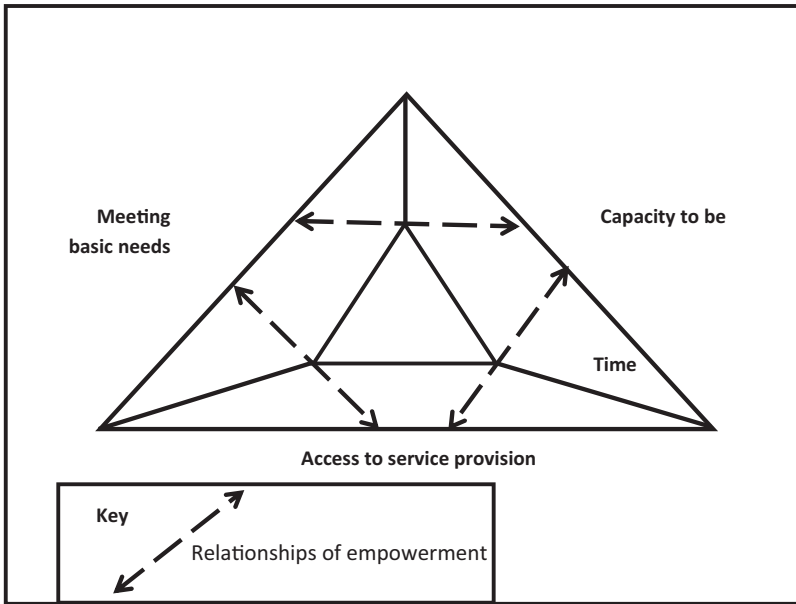 Meeting
basic needs
Capacity to be
Time
Access to service provision
Key
Relationships of empowerment